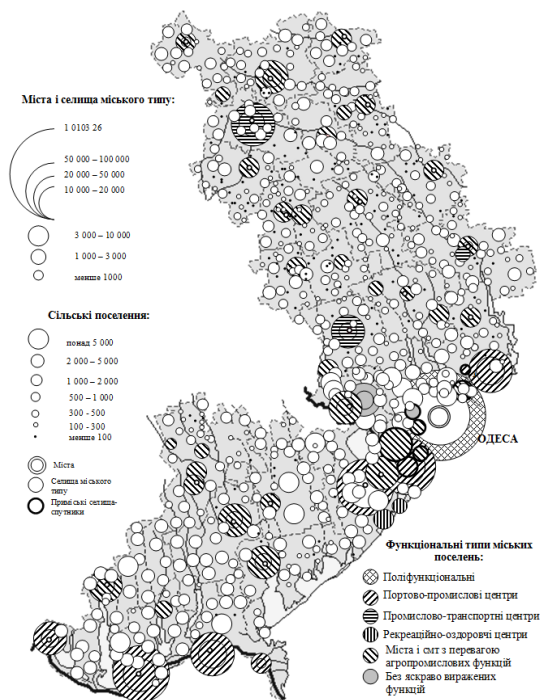 Міста і селища міського типу:
1 0103 26
50 000 – 100 000
20 000 – 50 000
10 000 – 20 000
3 000 – 10 000
1 000 – 3 000
менше 1000
Сільські поселення:
понад 5 000
2 000 – 5 000
1 000 – 2 000
500 – 1 000
300 - 500
100 - 300
менше 100
Міста
Селища міського
типу
Приміські селища-
спутники
ОДЕСА
Функціональні типи міських
поселень:
Поліфункціональні
Портово-промислові центри
Промислово-транспортні центри
Рекреаційно-оздоровчі центри
Міста і смт з перевагою
агропромислових функцій
Без яскраво виражених
функцій